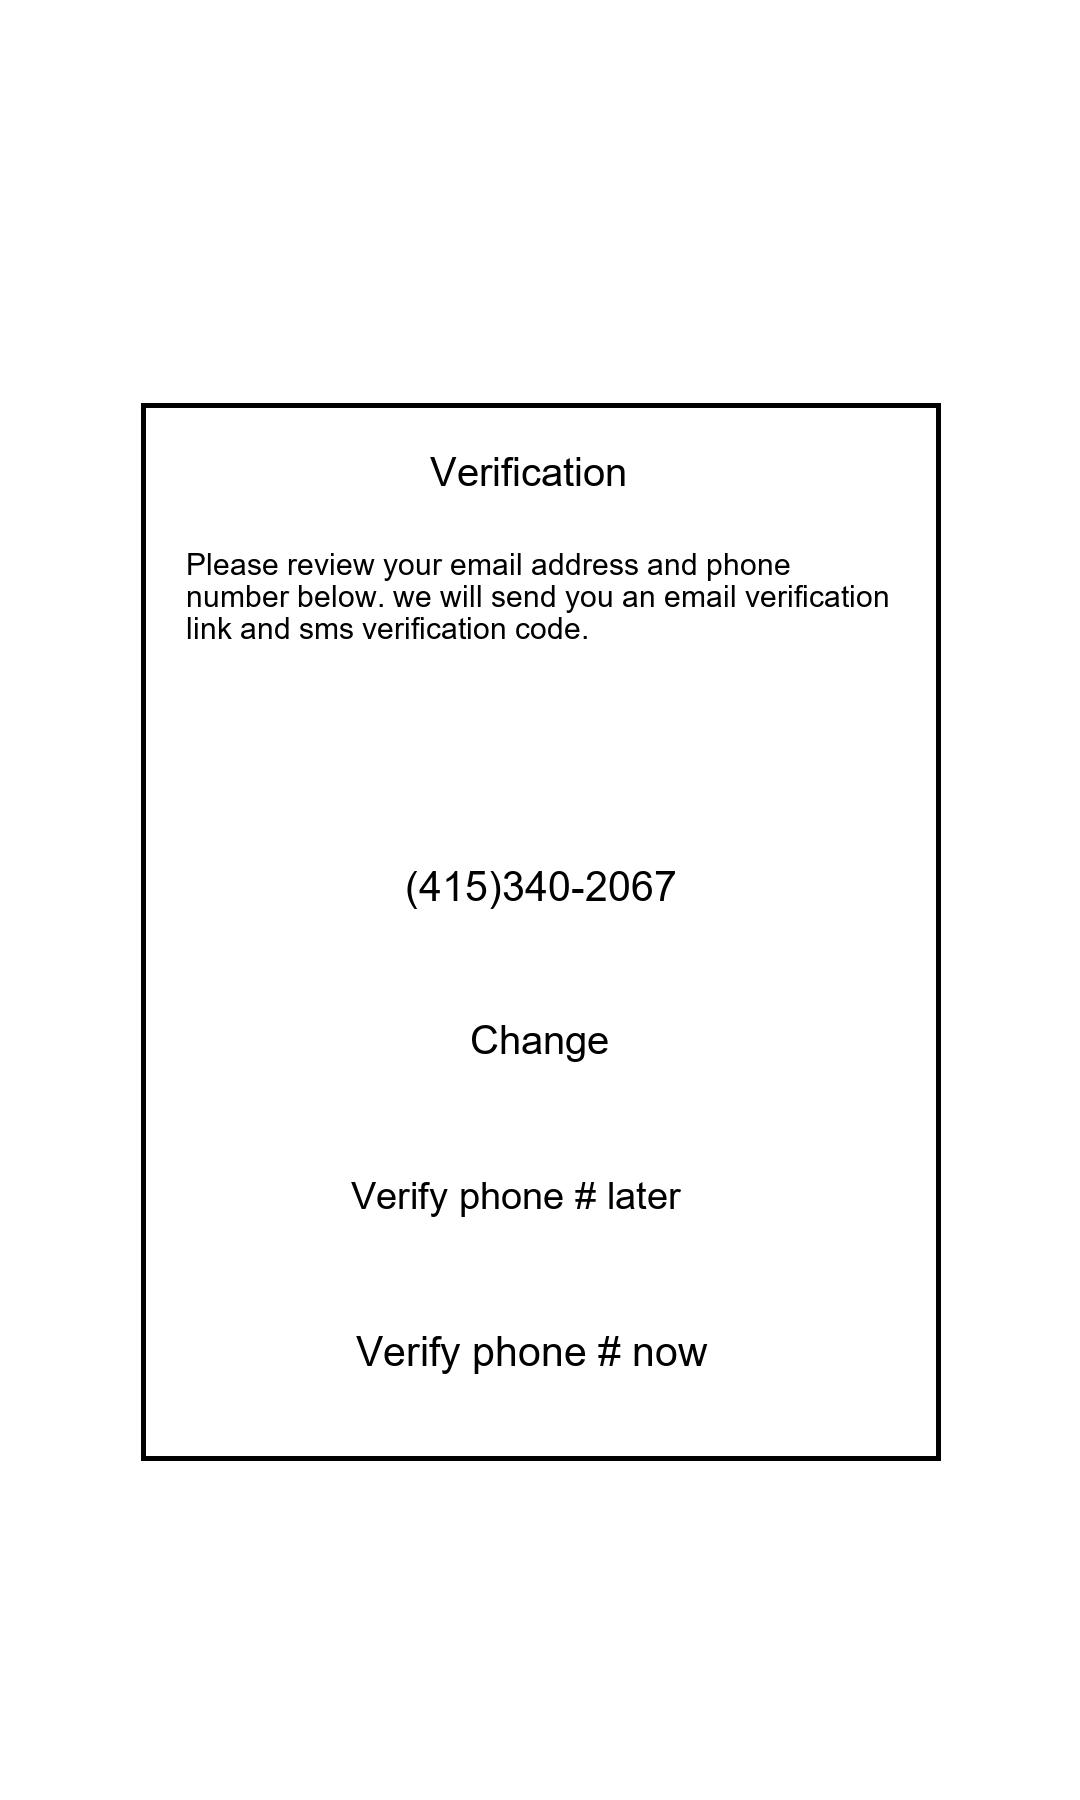 Verification
Please review your email address and phone
number below. we will send you an email verification
link and sms verification code.
(415)340-2067
Change
Verify phone # later
Verify phone # now